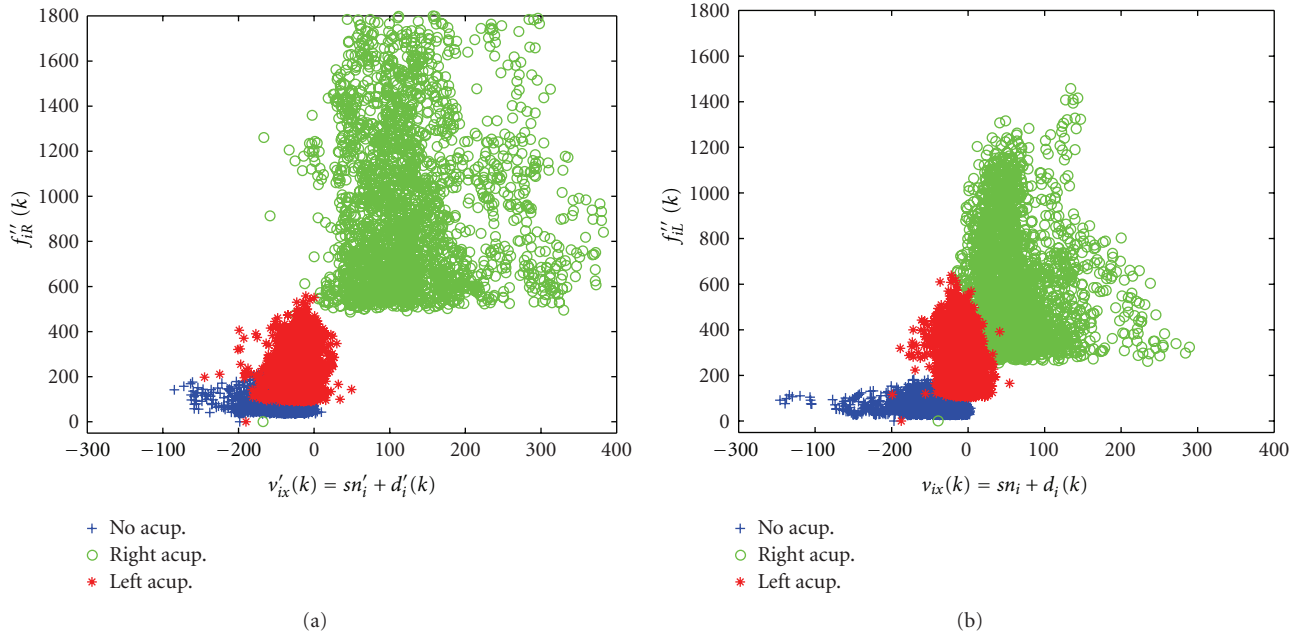 1800
1600
1400
1200
1000
800
600
400
200
0
f''iR(k)
−300 −200 −100 0 100 200 300 400
v'ix(k) = sn'i + d'i(k)
+ No acup.
○ Right acup.
* Left acup.
(a)
1800
1600
1400
1200
1000
800
600
400
200
0
f''iL(k)
−300 −200 −100 0 100 200 300 400
vix(k) = sni + di(k)
+ No acup.
○ Right acup.
* Left acup.
(b)